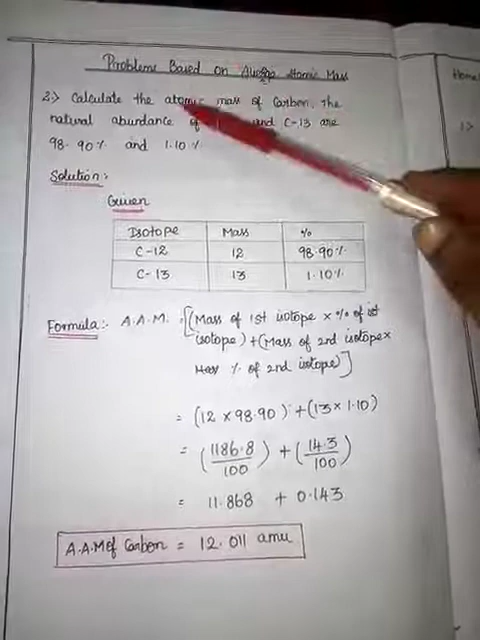 Problems Based on Average Atomic Mass
2.> Calculate the atomic mass of Carbon. The
natural abundance of and C-13 are
98.90% and 1.10%.
Solution:
Given
Isotope Mass %
C-12 12 98.90%
C-13 13 1.10%
Formula:- A.A.M. = [(Mass of 1st isotope x % of 1st
isotope) + (Mass of 2nd isotope x
% of 2nd isotope)]
= (12 x 98.90) + (13 x 1.10)
= (1186.8/100) + (14.3/100)
= 11.868 + 0.143
A.A.M of Carbon = 12.011 amu
Home
1>